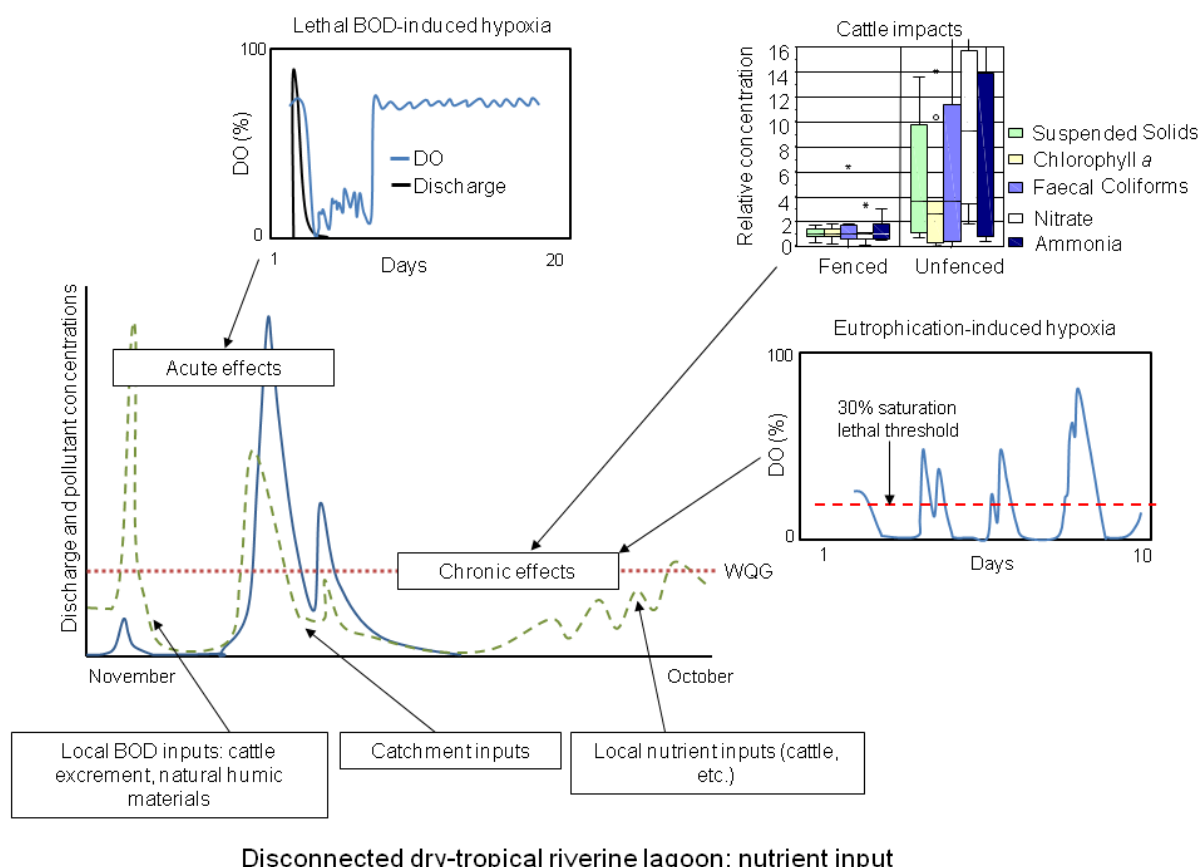 Lethal BOD-induced hypoxia
100
DO (%)
DO
Discharge
0
1
Days
20
Cattle impacts
16
14
12
10
8
6
4
2
0
Relative concentration
Fenced
Unfenced
Suspended Solids
Chlorophyll a
Faecal Coliforms
Nitrate
Ammonia
Eutrophication-induced hypoxia
100
30% saturation
lethal threshold
DO (%)
0
1
Days
10
Discharge and pollutant concentrations
Acute effects
Chronic effects
WQG
November
October
Local BOD inputs: cattle
excrement, natural humic
materials
Catchment inputs
Local nutrient inputs (cattle,
etc.)
Disconnected dry-tropical riverine lagoon: nutrient input